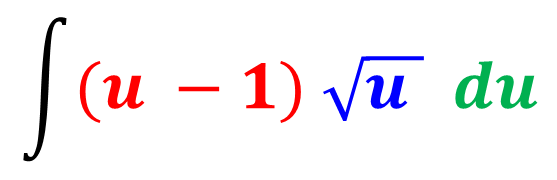 ∫ (u − 1) √u du